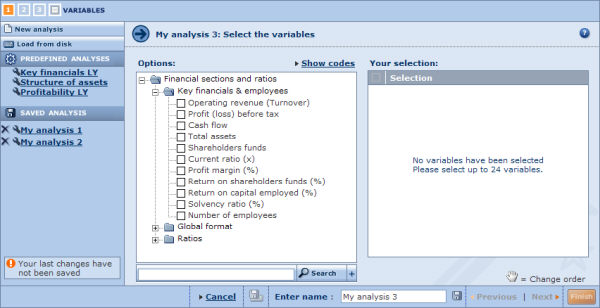 1 2 3 VARIABLES
New analysis
Load from disk
PREDEFINED ANALYSES
Key financials LY
Structure of assets
Profitability LY
SAVED ANALYSIS
My analysis 1
My analysis 2
Your last changes have
not been saved
My analysis 3: Select the variables
?
Options:
Show codes
Financial sections and ratios
Key financials & employees
Operating revenue (Turnover)
Profit (loss) before tax
Cash flow
Total assets
Shareholders funds
Current ratio (x)
Profit margin (%)
Return on shareholders funds (%)
Return on capital employed (%)
Solvency ratio (%)
Number of employees
Global format
Ratios
Search +
Your selection:
Selection
No variables have been selected
Please select up to 24 variables.
= Change order
Cancel
Enter name :
My analysis 3
Previous | Next
Finish